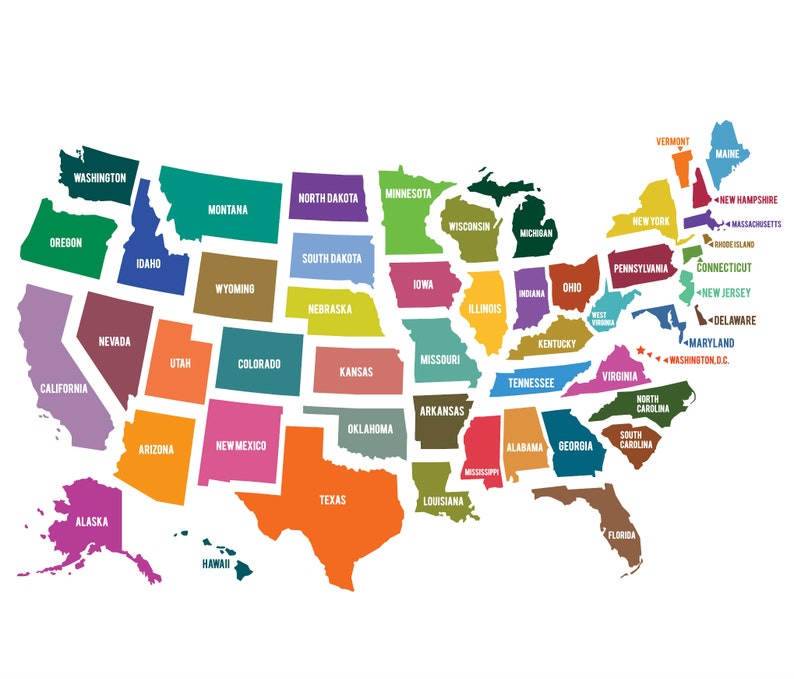 VERMONT
MAINE
WASHINGTON
MONTANA
NORTH DAKOTA
MINNESOTA
WISCONSIN
MICHIGAN
NEW YORK
NEW HAMPSHIRE
MASSACHUSETTS
RHODE ISLAND
CONNECTICUT
OREGON
IDAHO
WYOMING
SOUTH DAKOTA
IOWA
ILLINOIS
INDIANA
OHIO
PENNSYLVANIA
NEW JERSEY
DELAWARE
MARYLAND
WASHINGTON, D.C.
NEBRASKA
WEST
VIRGINIA
NEVADA
UTAH
COLORADO
KANSAS
MISSOURI
KENTUCKY
VIRGINIA
CALIFORNIA
TENNESSEE
NORTH
CAROLINA
ARIZONA
NEW MEXICO
OKLAHOMA
ARKANSAS
MISSISSIPPI
ALABAMA
GEORGIA
SOUTH
CAROLINA
TEXAS
LOUISIANA
FLORIDA
ALASKA
HAWAII